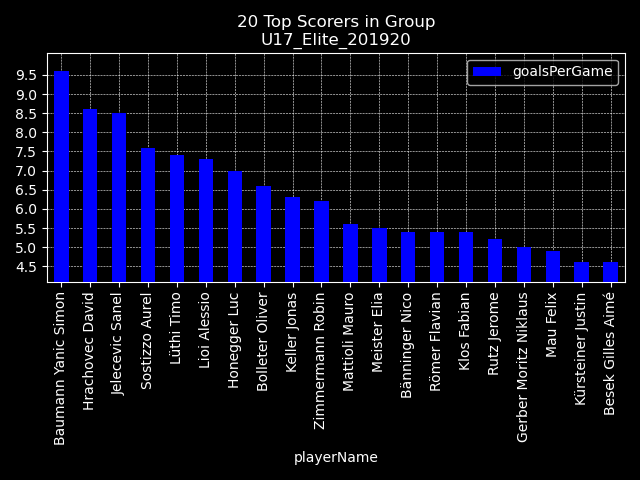 20 Top Scorers in Group
U17_Elite_201920
goalsPerGame
9.5
9.0
8.5
8.0
7.5
7.0
6.5
6.0
5.5
5.0
4.5
Baumann Yanic Simon
Hrachovec David
Jelecevic Sanel
Sostizzo Aurel
Lüthi Timo
Lioi Alessio
Honegger Luc
Bolleter Oliver
Keller Jonas
Zimmermann Robin
Mattioli Mauro
Meister Elia
Bänninger Nico
Römer Flavian
Klos Fabian
Rutz Jerome
Gerber Moritz Niklaus
Mau Felix
Kürsteiner Justin
Besek Gilles Aimé
playerName